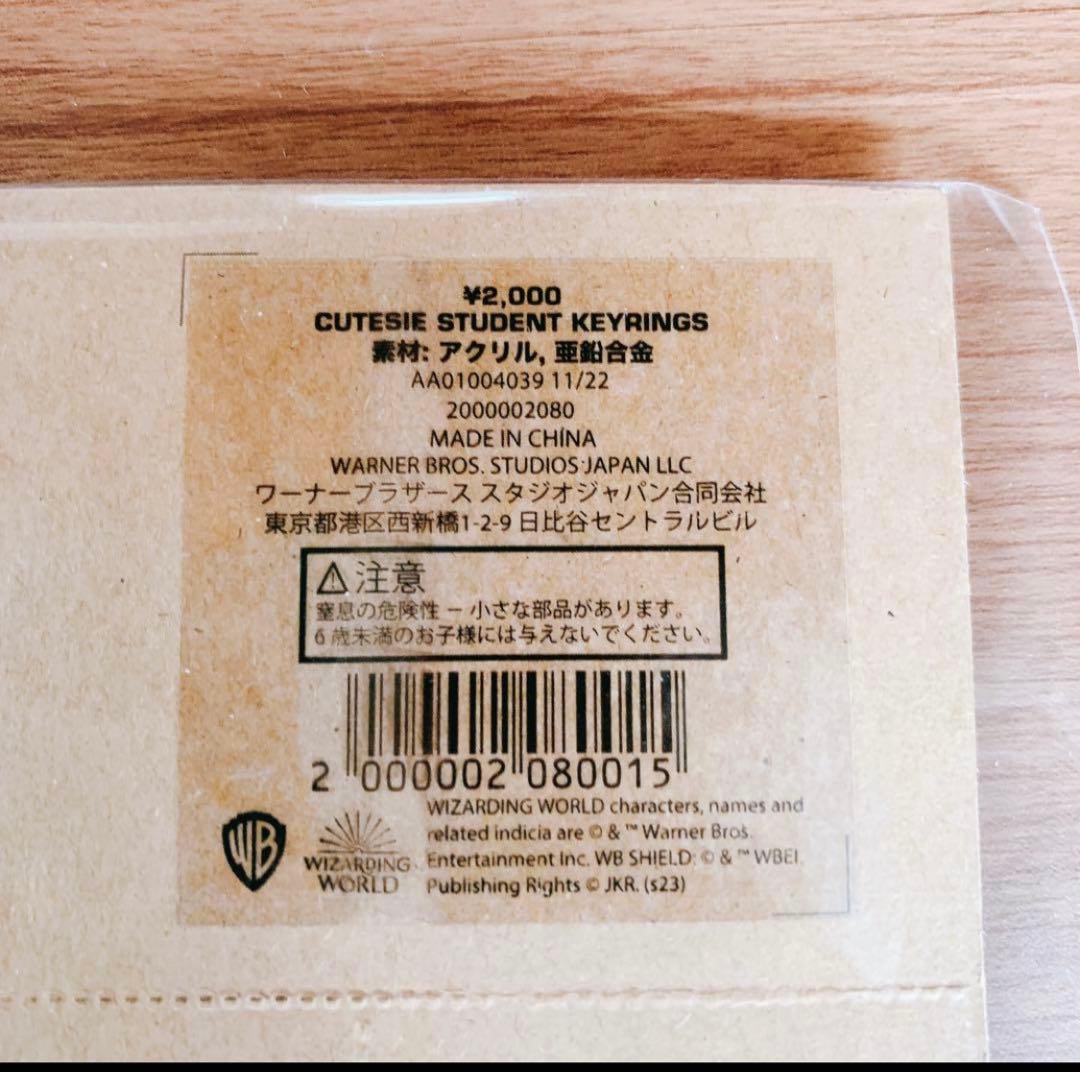 ¥2,000
CUTESIE STUDENT KEYRINGS
素材: アクリル, 亜鉛合金
AA01004039 11/22
2000002080
MADE IN CHINA
WARNER BROS. STUDIOS JAPAN LLC
ワーナーブラザース スタジオジャパン合同会社
東京都港区西新橋1-2-9 日比谷セントラルビル
⚠注意
窒息の危険性 – 小さな部品があります。
6 歳未満のお子様には与えないでください。
2 000002 080015
WB
WIZARDING
WORLD
WIZARDING WORLD characters, names and
related indicia are © & ™ Warner Bros.
Entertainment Inc. WB SHIELD: © & ™ WBEI.
Publishing Rights © JKR. (s23)